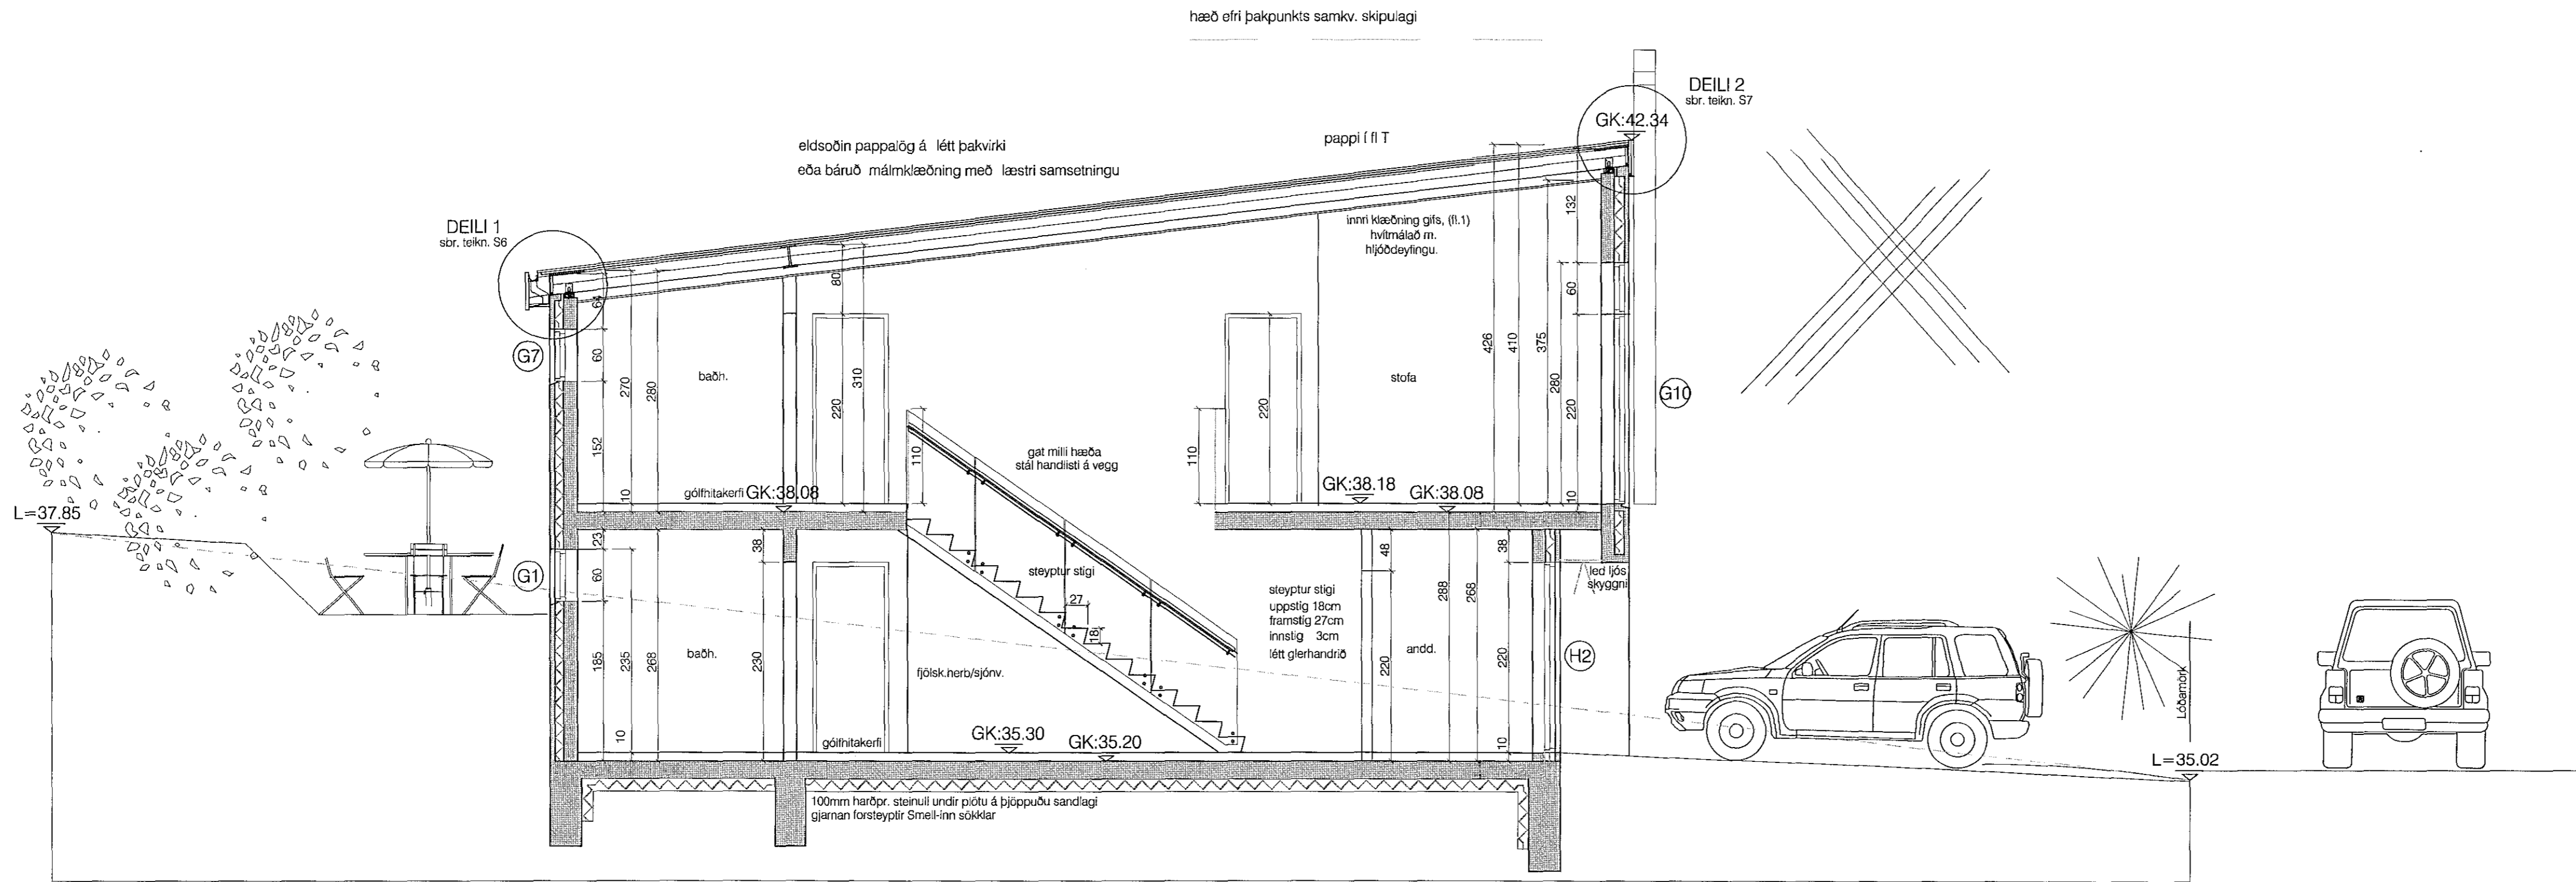 hæð efri þakpunkts samkv. skipulagi
DEILI 2
sbr. teikn. S7
GK:42.34
pappi í fl T
eldsoðin pappalög á létt þakvirki
eða báruð málmklæðning með læstri samsetningu
DEILI 1
sbr. teikn. S6
innri klæðning gifs, (fl.1)
hvítmálað m.
hljóðdeyfingu.
132
80
64
60
60
G7
270
280
baðh.
220
310
220
stofa
426
410
375
280
220
G10
152
110
gat milli hæða
stál handlisti á vegg
110
10
gólfhitakerfi GK:38.08
GK:38.18
GK:38.08
10
L=37.85
23
38
48
38
G1
60
steyptur stigi
led ljós
skyggni
27
18
steyptur stigi
uppstig 18cm
framstig 27cm
innstig 3cm
létt glerhandrið
288
268
185
235
268
baðh.
230
fjölsk.herb/sjónv.
220
andd.
220
H2
Lóðamörk
10
gólfhitakerfi
GK:35.30
GK:35.20
10
L=35.02
100mm harðpr. steinull undir plötu á þjöppuðu sandlagi
gjarnan forsteyptir Smell-inn sökklar